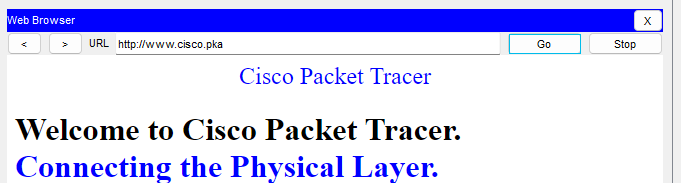 Web Browser X
< > URL http://www.cisco.pka Go Stop
Cisco Packet Tracer
Welcome to Cisco Packet Tracer.
Connecting the Physical Layer.